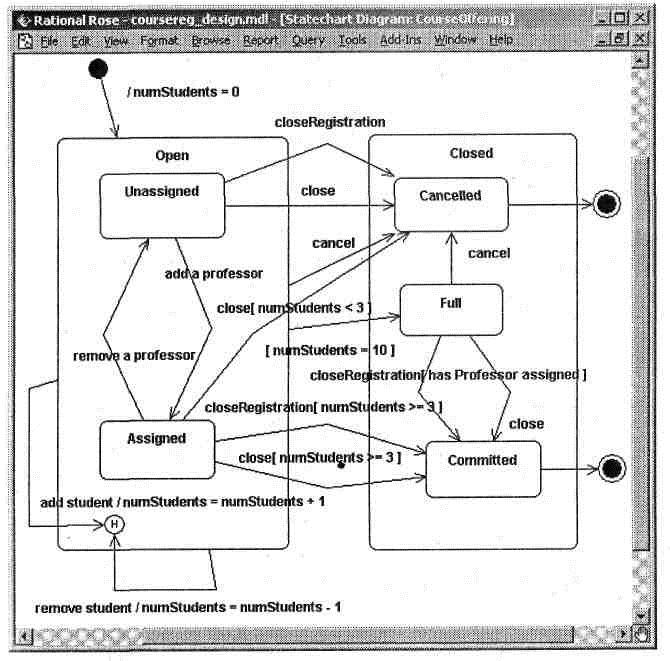 Rational Rose - coursereg_design.mdl - [Statechart Diagram: CourseOffering]
File Edit View Format Browse Report Query Tools Add-Ins Window Help
/ numStudents = 0
closeRegistration
Open
Closed
Unassigned
close
Cancelled
cancel
add a professor
cancel
close[ numStudents < 3 ]
Full
remove a professor
[ numStudents = 10 ]
closeRegistration[ has Professor assigned ]
closeRegistration[ numStudents >= 3 ]
close
Assigned
close[ numStudents >= 3 ]
Committed
add student / numStudents = numStudents + 1
H
remove student / numStudents = numStudents - 1